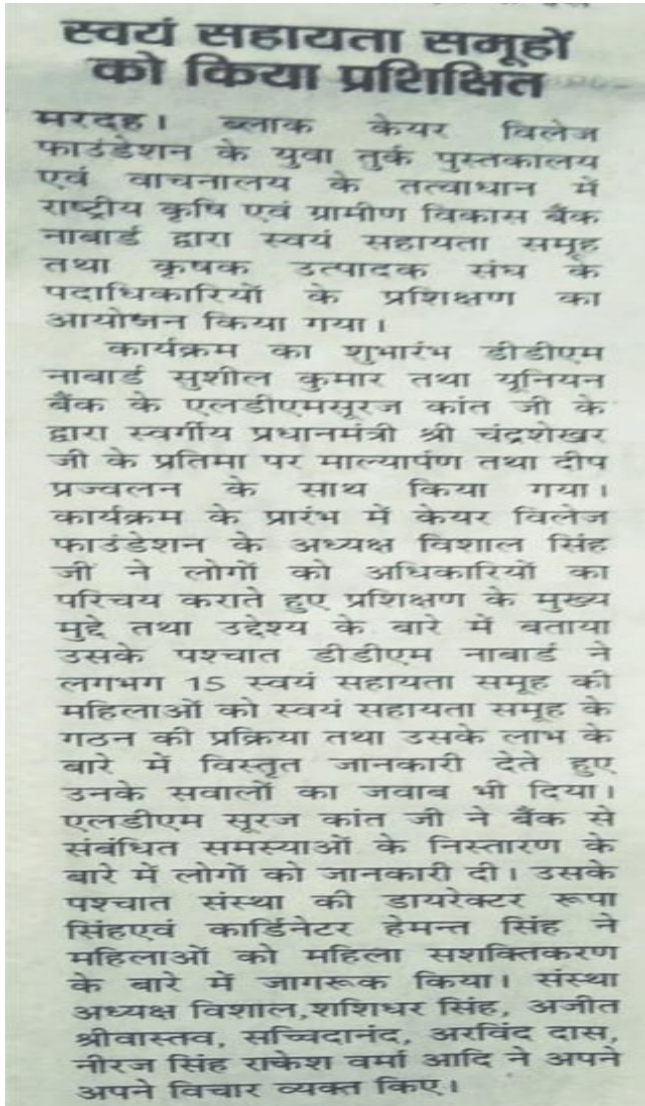 स्वयं सहायता समूहों
को किया प्रशिक्षित
मरदह। ब्लाक केयर विलेज
फाउंडेशन के युवा तुर्क पुस्तकालय
एवं वाचनालय के तत्वाधान में
राष्ट्रीय कृषि एवं ग्रामीण विकास बैंक
नाबार्ड द्वारा स्वयं सहायता समूह
तथा कृषक उत्पादक संघ के
पदाधिकारियों के प्रशिक्षण का
आयोजन किया गया।
कार्यक्रम का शुभारंभ डीडीएम
नाबार्ड सुशील कुमार तथा यूनियन
बैंक के एलडीएमसूरज कांत जी के
द्वारा स्वर्गीय प्रधानमंत्री श्री चंद्रशेखर
जी के प्रतिमा पर माल्यार्पण तथा दीप
प्रज्वलन के साथ किया गया।
कार्यक्रम के प्रारंभ में केयर विलेज
फाउंडेशन के अध्यक्ष विशाल सिंह
जी ने लोगों को अधिकारियों का
परिचय कराते हुए प्रशिक्षण के मुख्य
मुद्दे तथा उद्देश्य के बारे में बताया
उसके पश्चात डीडीएम नाबार्ड ने
लगभग 15 स्वयं सहायता समूह की
महिलाओं को स्वयं सहायता समूह के
गठन की प्रक्रिया तथा उसके लाभ के
बारे में विस्तृत जानकारी देते हुए
उनके सवालों का जवाब भी दिया।
एलडीएम सूरज कांत जी ने बैंक से
संबंधित समस्याओं के निस्तारण के
बारे में लोगों को जानकारी दी। उसके
पश्चात संस्था की डायरेक्टर रूपा
सिंहएवं कार्डिनेटर हेमन्त सिंह ने
महिलाओं को महिला सशक्तिकरण
के बारे में जागरूक किया। संस्था
अध्यक्ष विशाल,शशिधर सिंह, अजीत
श्रीवास्तव, सच्चिदानंद, अरविंद दास,
नीरज सिंह राकेश वर्मा आदि ने अपने
अपने विचार व्यक्त किए।